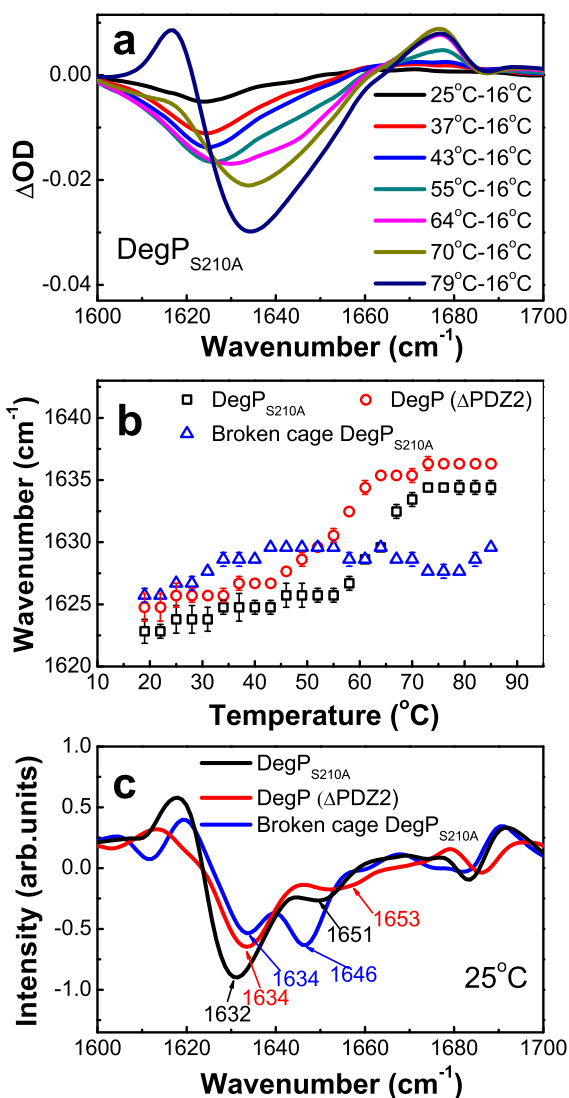 a
0.00
-0.02
-0.04
ΔOD
25°C-16°C
37°C-16°C
43°C-16°C
55°C-16°C
64°C-16°C
70°C-16°C
79°C-16°C
DegP_S210A
1600 1620 1640 1660 1680 1700
Wavenumber (cm⁻¹)
b
DegP_S210A
DegP (ΔPDZ2)
Broken cage DegP_S210A
1640
1635
1630
1625
1620
Wavenumber (cm⁻¹)
10 20 30 40 50 60 70 80 90
Temperature (°C)
c
DegP_S210A
DegP (ΔPDZ2)
Broken cage DegP_S210A
1.0
0.5
0.0
-0.5
-1.0
Intensity (arb.units)
1653
1651
1634
1646
1634
1632
25°C
1600 1620 1640 1660 1680 1700
Wavenumber (cm⁻¹)